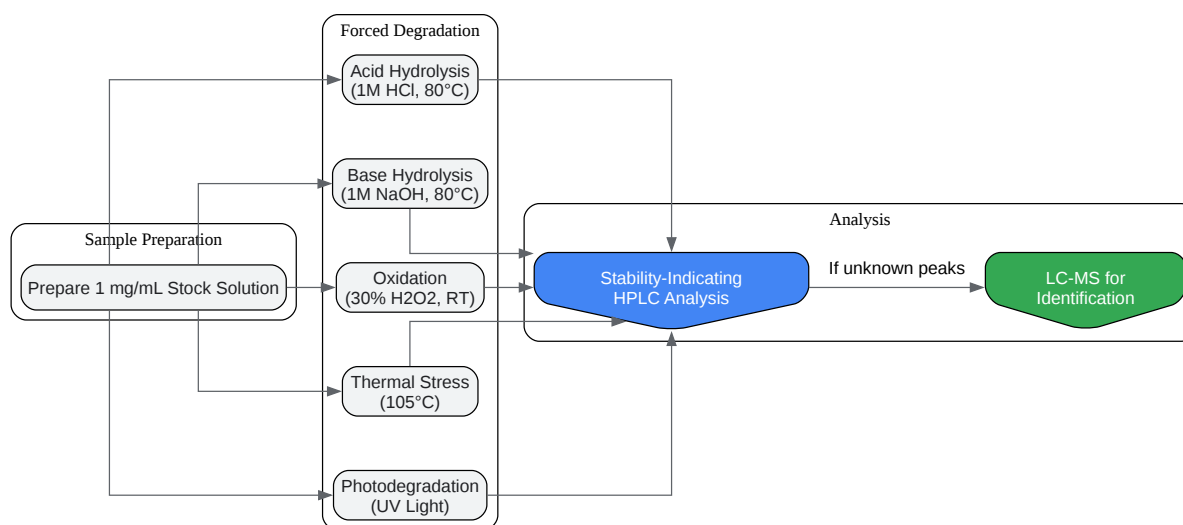 Forced Degradation
Acid Hydrolysis
(1M HCl, 80°C)
Base Hydrolysis
(1M NaOH, 80°C)
Sample Preparation
Prepare 1 mg/mL Stock Solution
Oxidation
(30% H2O2, RT)
Thermal Stress
(105°C)
Photodegradation
(UV Light)
Analysis
Stability-Indicating
HPLC Analysis
If unknown peaks
LC-MS for
Identification